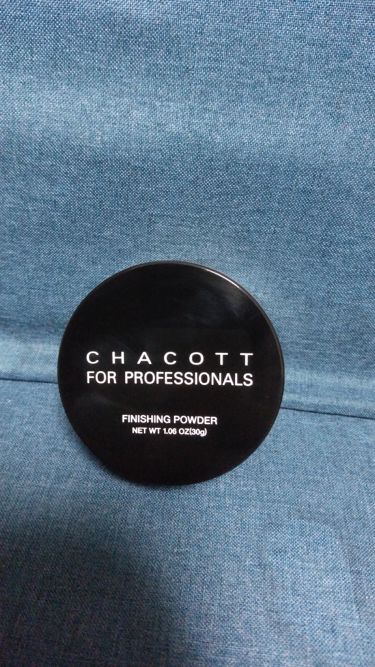 CHACOTT
FOR PROFESSIONALS
FINISHING POWDER
NET WT 1.06 OZ(30g)